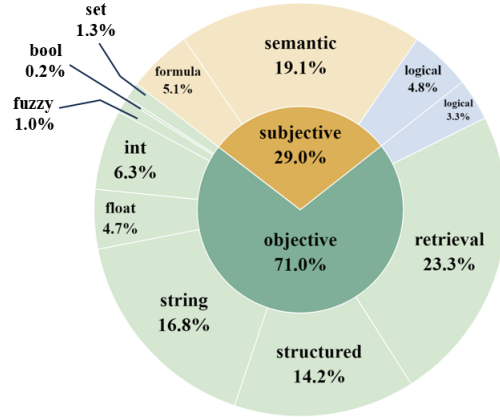 set
1.3%
bool
0.2%
fuzzy
1.0%
formula
5.1%
semantic
19.1%
logical
4.8%
logical
3.3%
subjective
29.0%
int
6.3%
float
4.7%
objective
71.0%
retrieval
23.3%
string
16.8%
structured
14.2%